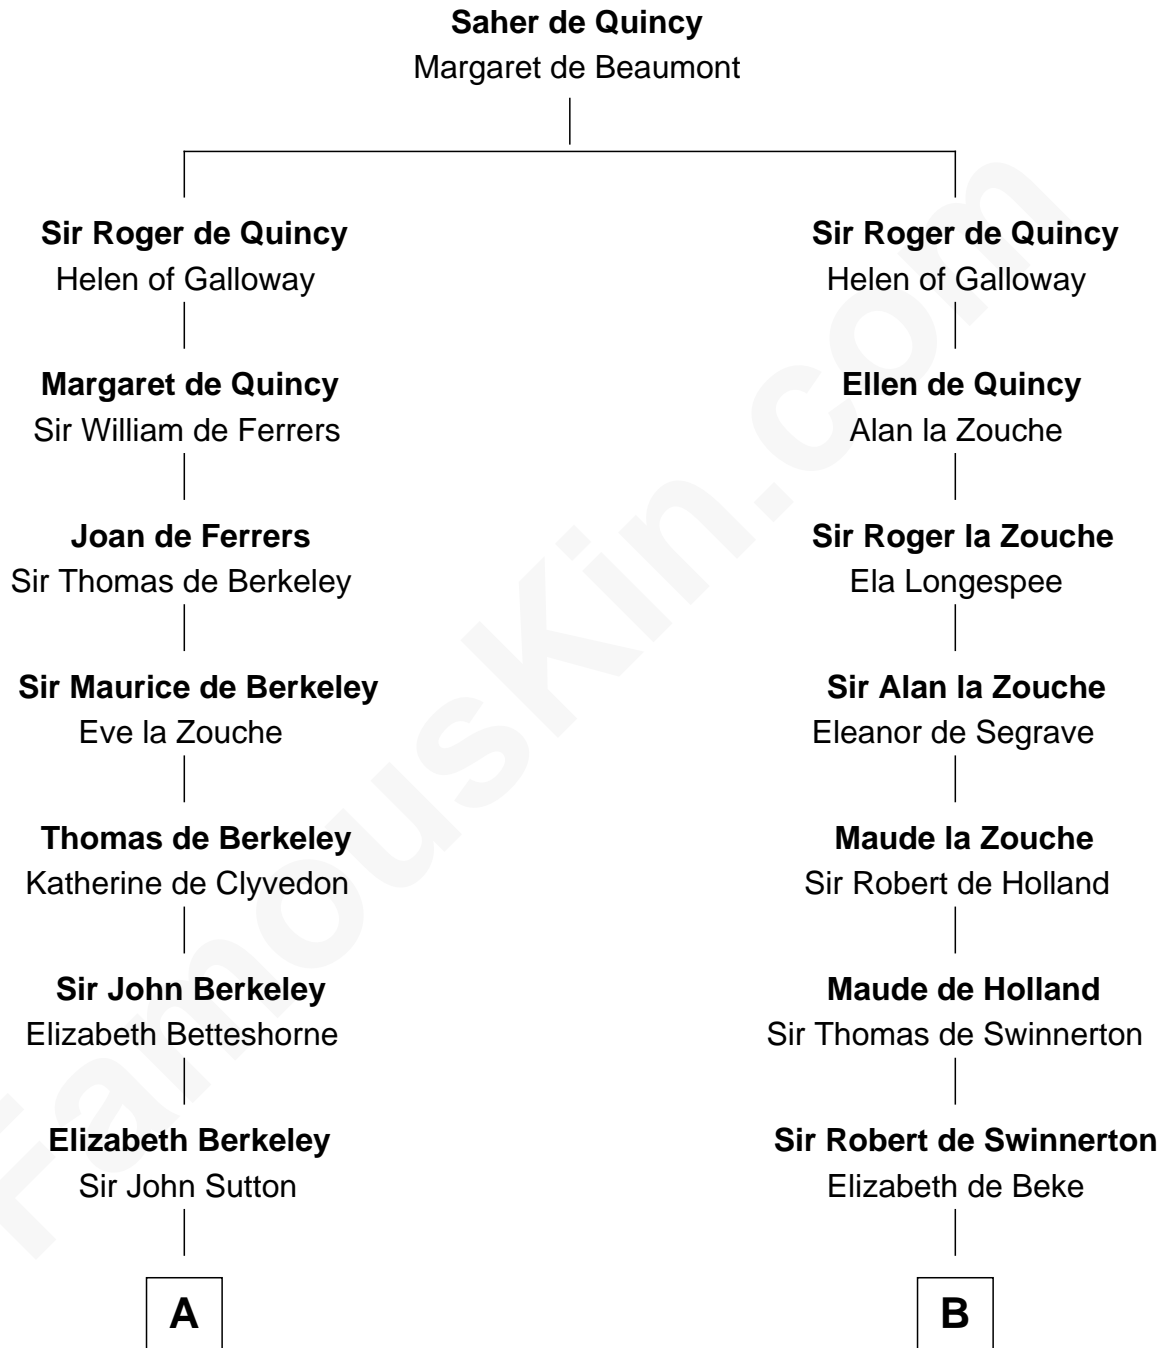 Saher de Quincy
Margaret de Beaumont
Sir Roger de Quincy
Helen of Galloway
Sir Roger de Quincy
Helen of Galloway
Margaret de Quincy
Sir William de Ferrers
Ellen de Quincy
Alan la Zouche
Joan de Ferrers
Sir Thomas de Berkeley
Sir Roger la Zouche
Ela Longespee
Sir Maurice de Berkeley
Eve la Zouche
Sir Alan la Zouche
Eleanor de Segrave
Thomas de Berkeley
Katherine de Clyvedon
Maude la Zouche
Sir Robert de Holland
Sir John Berkeley
Elizabeth Betteshorne
Maude de Holland
Sir Thomas de Swinnerton
Elizabeth Berkeley
Sir John Sutton
Sir Robert de Swinnerton
Elizabeth de Beke
A
B
FamousKin.com